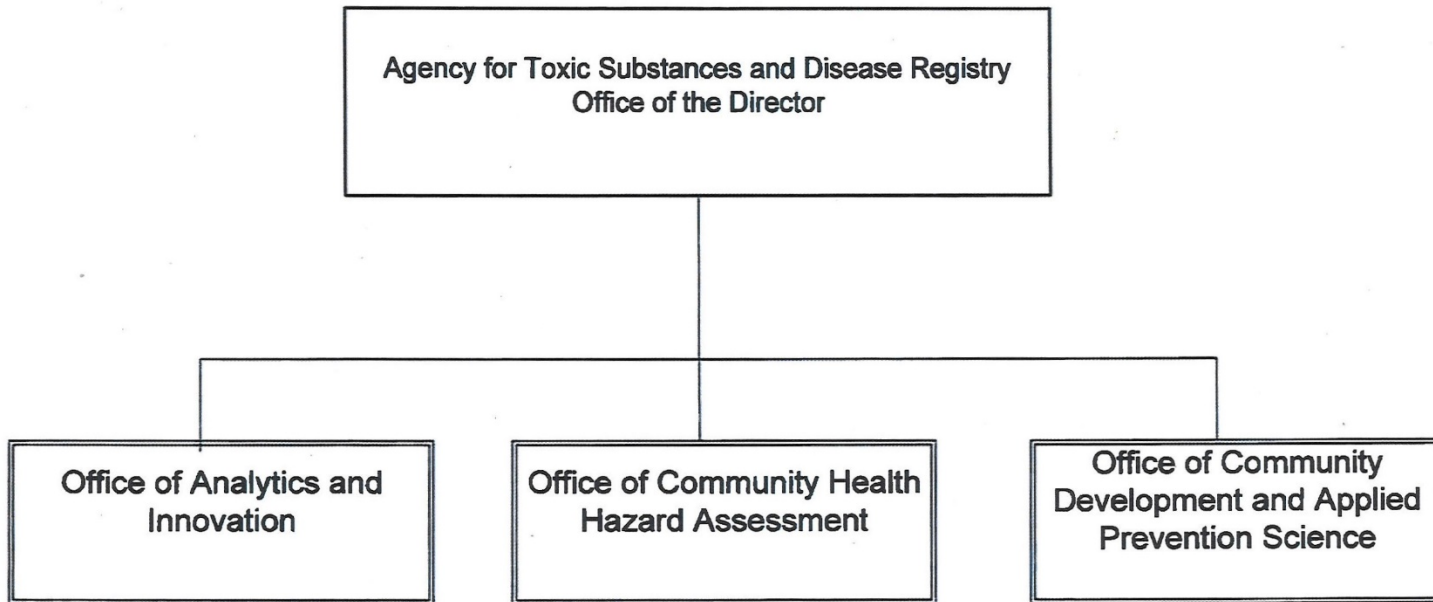 Agency for Toxic Substances and Disease Registry
Office of the Director
Office of Analytics and
Innovation
Office of Community Health
Hazard Assessment
Office of Community
Development and Applied
Prevention Science